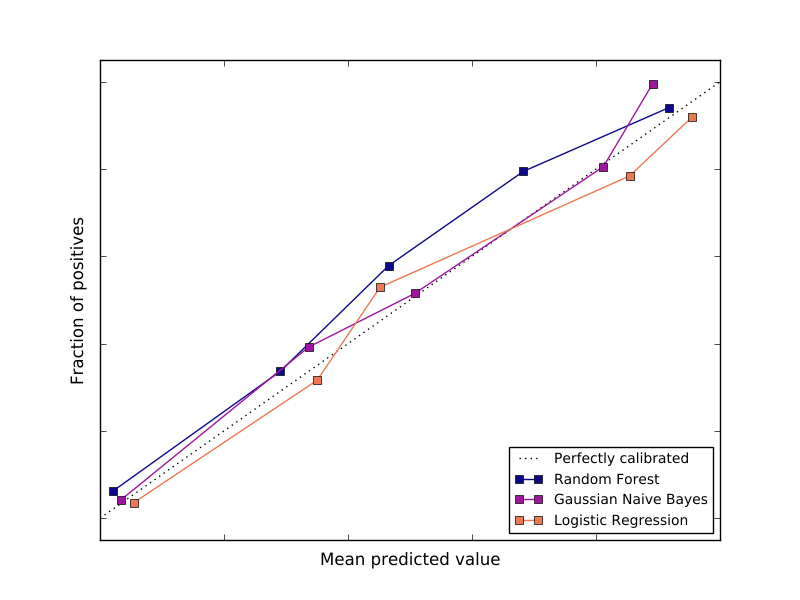 Fraction of positives
Perfectly calibrated
Random Forest
Gaussian Naive Bayes
Logistic Regression
Mean predicted value